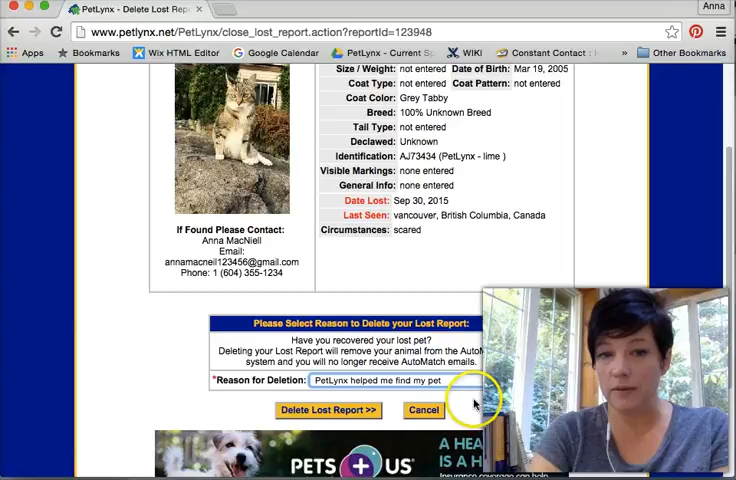 PetLynx - Delete Lost Repor
Anna
www.petlynx.net/PetLynx/close_lost_report.action?reportId=123948
Apps Bookmarks Wix HTML Editor Google Calendar PetLynx - Current S WIKI Constant Contact : H » Other Bookmarks
Size / Weight: not entered Date of Birth: Mar 19, 2005
Coat Type: not entered Coat Pattern: not entered
Coat Color: Grey Tabby
Breed: 100% Unknown Breed
Tail Type: not entered
Declawed: Unknown
Identification: AJ73434 (PetLynx - lime )
Visible Markings: none entered
General Info: none entered
Date Lost: Sep 30, 2015
Last Seen: vancouver, British Columbia, Canada
Circumstances: scared
If Found Please Contact:
Anna MacNiell
Email:
annamacneil123456@gmail.com
Phone: 1 (604) 355-1234
Please Select Reason to Delete your Lost Report:
Have you recovered your lost pet?
Deleting your Lost Report will remove your animal from the AutoM
system and you will no longer receive AutoMatch emails.
*Reason for Deletion: PetLynx helped me find my pet
Delete Lost Report >> Cancel
PETS + US
A HEA
IS A H
Insurance coverage can help